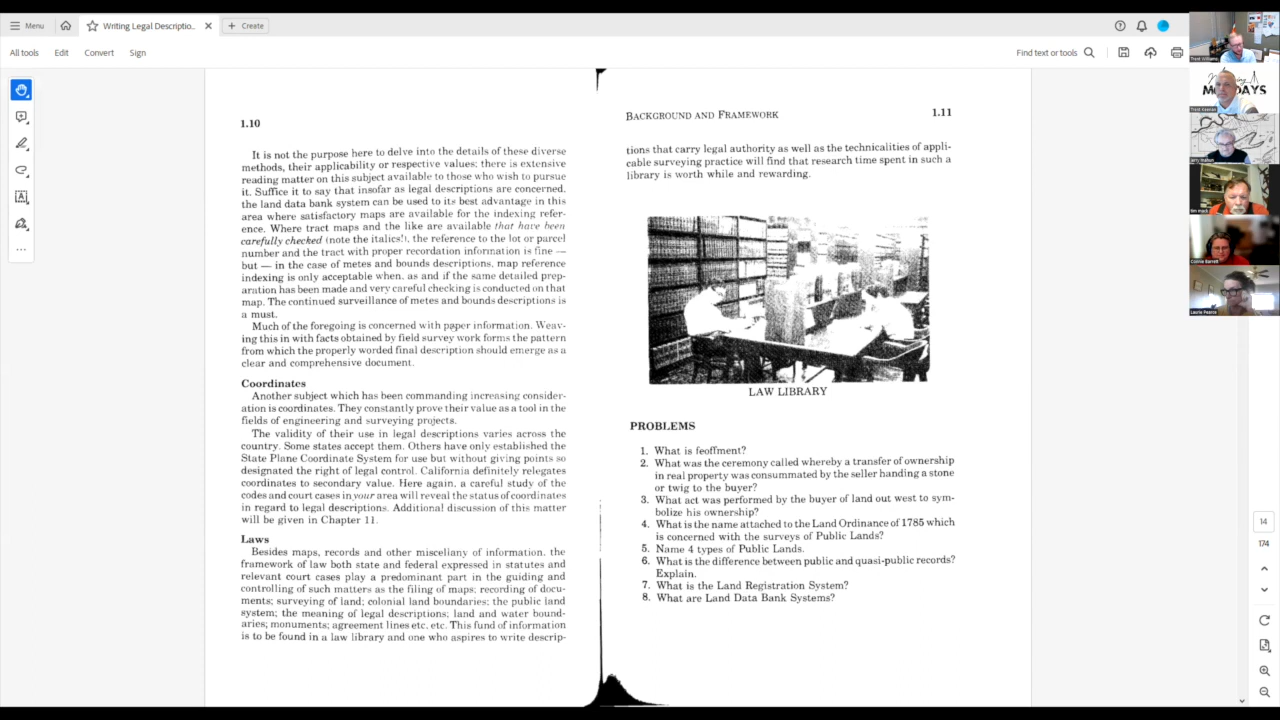 Menu
Writing Legal Descriptio...
Create
All tools
Edit
Convert
Sign
Find text or tools
1.10
It is not the purpose here to delve into the details of these diverse
methods, their applicability or respective values; there is extensive
reading matter on this subject available to those who wish to pursue
it. Suffice it to say that insofar as legal descriptions are concerned,
the land data bank system can be used to its best advantage in this
area where satisfactory maps are available for the indexing refer-
ence. Where tract maps and the like are available that have been
carefully checked (note the italics!), the reference to the lot or parcel
number and the tract with proper recordation information is fine —
but — in the case of metes and bounds descriptions, map reference
indexing is only acceptable when, as and if the same detailed prep-
aration has been made and very careful checking is conducted on that
map. The continued surveillance of metes and bounds descriptions is
a must.
Much of the foregoing is concerned with paper information. Weav-
ing this in with facts obtained by field survey work forms the pattern
from which the properly worded final description should emerge as a
clear and comprehensive document.
Coordinates
Another subject which has been commanding increasing consider-
ation is coordinates. They constantly prove their value as a tool in the
fields of engineering and surveying projects.
The validity of their use in legal descriptions varies across the
country. Some states accept them. Others have only established the
State Plane Coordinate System for use but without giving points so
designated the right of legal control. California definitely relegates
coordinates to secondary value. Here again, a careful study of the
codes and court cases in your area will reveal the status of coordinates
in regard to legal descriptions. Additional discussion of this matter
will be given in Chapter 11.
Laws
Besides maps, records and other miscellany of information, the
framework of law both state and federal expressed in statutes and
relevant court cases play a predominant part in the guiding and
controlling of such matters as the filing of maps; recording of docu-
ments; surveying of land; colonial land boundaries; the public land
system; the meaning of legal descriptions; land and water bound-
aries; monuments; agreement lines etc. etc. This fund of information
is to be found in a law library and one who aspires to write descrip-
BACKGROUND AND FRAMEWORK
1.11
tions that carry legal authority as well as the technicalities of appli-
cable surveying practice will find that research time spent in such a
library is worth while and rewarding.
LAW LIBRARY
PROBLEMS
1. What is feoffment?
2. What was the ceremony called whereby a transfer of ownership
in real property was consummated by the seller handing a stone
or twig to the buyer?
3. What act was performed by the buyer of land out west to sym-
bolize his ownership?
4. What is the name attached to the Land Ordinance of 1785 which
is concerned with the surveys of Public Lands?
5. Name 4 types of Public Lands.
6. What is the difference between public and quasi-public records?
Explain.
7. What is the Land Registration System?
8. What are Land Data Bank Systems?
14
174
Trent Keenan
Laurie Pearce